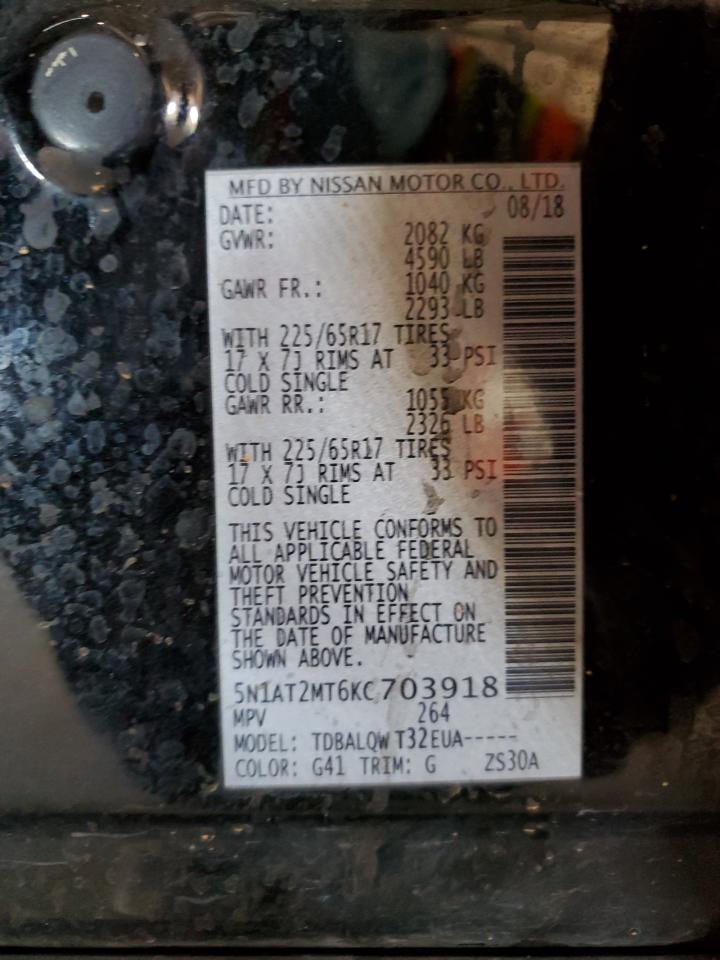 MFD BY NISSAN MOTOR CO., LTD.
DATE: 08/18
GVWR: 2082 KG
4590 LB
GAWR FR.: 1040 KG
2293 LB
WITH 225/65R17 TIRES
17 X 7J RIMS AT 33 PSI
COLD SINGLE
GAWR RR.: 1055 KG
2326 LB
WITH 225/65R17 TIRES
17 X 7J RIMS AT 33 PSI
COLD SINGLE
THIS VEHICLE CONFORMS TO
ALL APPLICABLE FEDERAL
MOTOR VEHICLE SAFETY AND
THEFT PREVENTION
STANDARDS IN EFFECT ON
THE DATE OF MANUFACTURE
SHOWN ABOVE.
5N1AT2MT6KC703918
MPV 264
MODEL: TDBALQW T32EUA-----
COLOR: G41 TRIM: G ZS30A